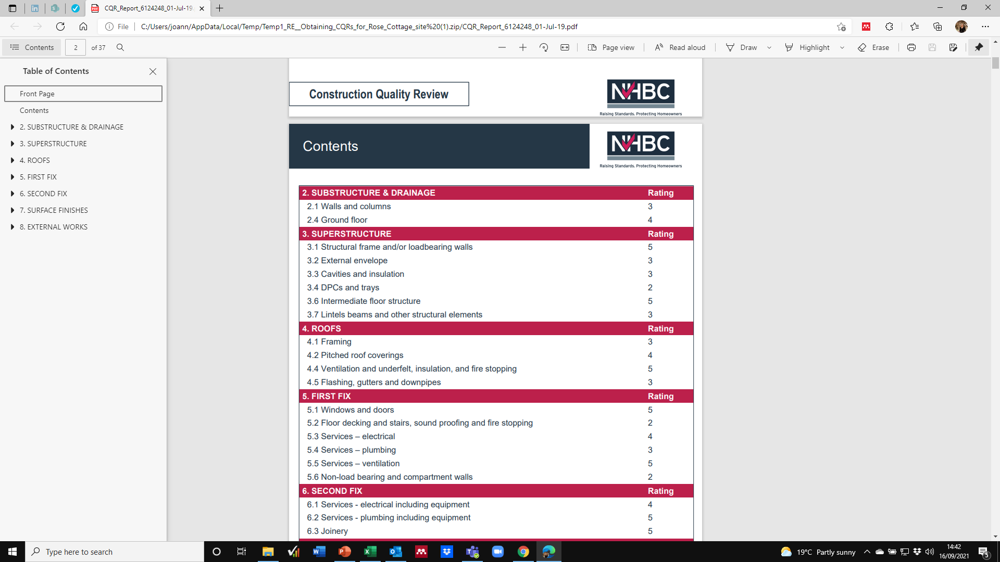 CQR_Report_6124248_01-Jul-19.
File
C:/Users/joann/AppData/Local/Temp/Temp1_RE__Obtaining_CQRs_for_Rose_Cottage_site%20(1).zip/CQR_Report_6124248_01-Jul-19.pdf
Contents 2 of 37 Page view Read aloud Draw Highlight Erase
Table of Contents
Front Page
Contents
2. SUBSTRUCTURE & DRAINAGE
3. SUPERSTRUCTURE
4. ROOFS
5. FIRST FIX
6. SECOND FIX
7. SURFACE FINISHES
8. EXTERNAL WORKS
Construction Quality Review
NHBC
Raising Standards. Protecting Homeowners
Contents
NHBC
Raising Standards. Protecting Homeowners
2. SUBSTRUCTURE & DRAINAGE Rating
2.1 Walls and columns 3
2.4 Ground floor 4
3. SUPERSTRUCTURE Rating
3.1 Structural frame and/or loadbearing walls 5
3.2 External envelope 3
3.3 Cavities and insulation 3
3.4 DPCs and trays 2
3.6 Intermediate floor structure 5
3.7 Lintels beams and other structural elements 3
4. ROOFS Rating
4.1 Framing 3
4.2 Pitched roof coverings 4
4.4 Ventilation and underfelt, insulation, and fire stopping 5
4.5 Flashing, gutters and downpipes 3
5. FIRST FIX Rating
5.1 Windows and doors 5
5.2 Floor decking and stairs, sound proofing and fire stopping 2
5.3 Services – electrical 4
5.4 Services – plumbing 3
5.5 Services – ventilation 5
5.6 Non-load bearing and compartment walls 2
6. SECOND FIX Rating
6.1 Services - electrical including equipment 4
6.2 Services - plumbing including equipment 5
6.3 Joinery 5
Type here to search
19°C Partly sunny
14:42
16/09/2021
5